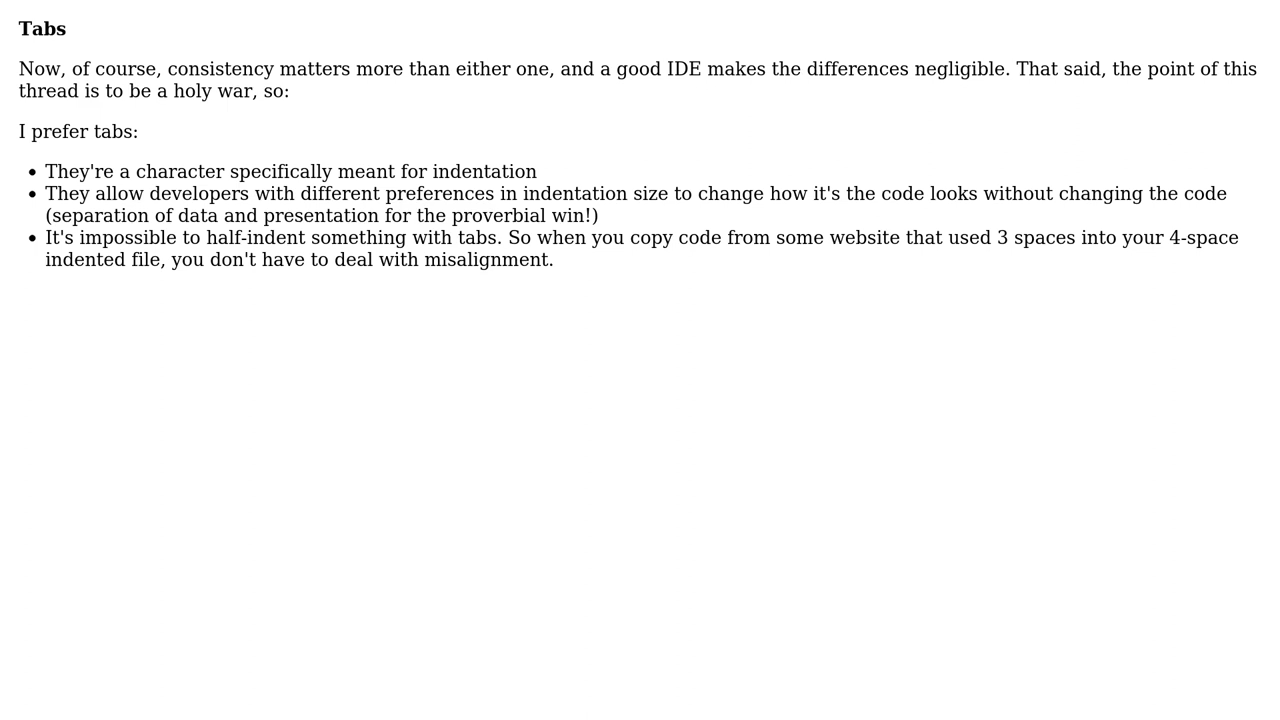 Tabs
Now, of course, consistency matters more than either one, and a good IDE makes the differences negligible. That said, the point of this
thread is to be a holy war, so:
I prefer tabs:
• They're a character specifically meant for indentation
• They allow developers with different preferences in indentation size to change how it's the code looks without changing the code
(separation of data and presentation for the proverbial win!)
• It's impossible to half-indent something with tabs. So when you copy code from some website that used 3 spaces into your 4-space
indented file, you don't have to deal with misalignment.